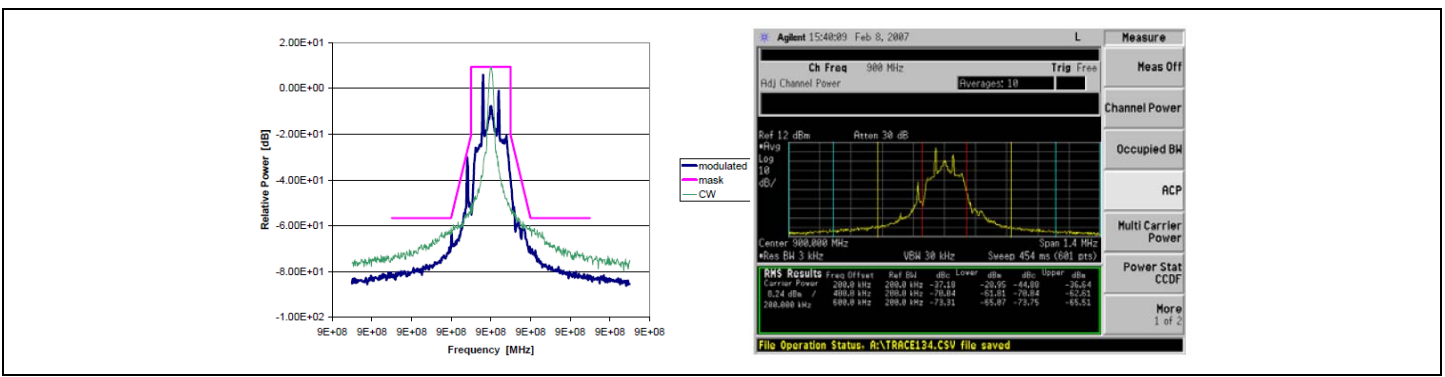 2.00E+01
0.00E+00
-2.00E+01
-4.00E+01
-6.00E+01
-8.00E+01
-1.00E+02
Relative Power [dB]
9E+08 9E+08 9E+08 9E+08 9E+08 9E+08 9E+08 9E+08 9E+08
Frequency [MHz]
modulated
mask
CW
Agilent 15:40:09 Feb 8, 2007 L
Ch Freq 900 MHz Trig Free
Adj Channel Power Averages: 10
Ref 12 dBm Atten 30 dB
*Avg
Log
10
dB/
Center 900.000 MHz Span 1.4 MHz
*Res BW 3 kHz VBW 30 kHz Sweep 454 ms (601 pts)
RMS Results Freq Offset Ref BW dBc Lower dBm dBc Upper dBm
Carrier Power 200.0 kHz 200.0 kHz -37.18 -28.95 -44.88 -36.64
8.24 dBm / 400.0 kHz 200.0 kHz -70.04 -61.81 -70.84 -62.61
200.000 kHz 600.0 kHz 200.0 kHz -73.31 -65.07 -73.75 -65.51
File Operation Status, A:\TRACE134.CSV file saved
Measure
Meas Off
Channel Power
Occupied BW
ACP
Multi Carrier
Power
Power Stat
CCDF
More
1 of 2